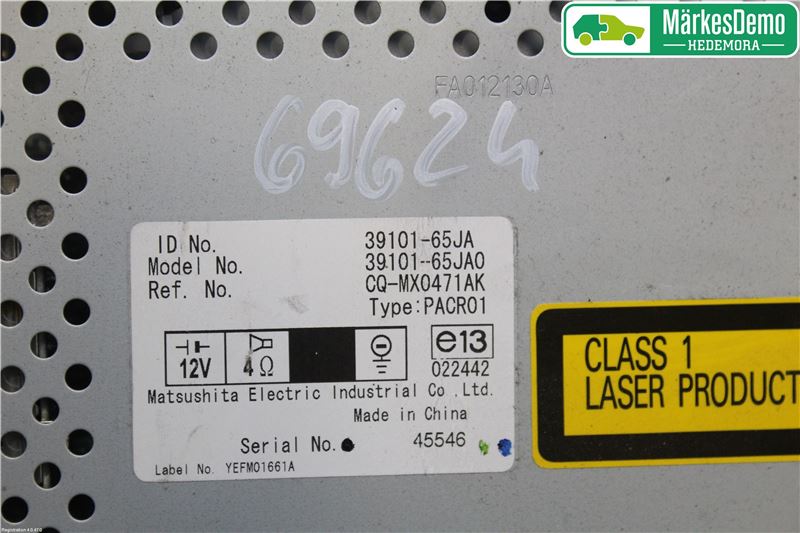 MärkesDemo
HEDEMORA
FA012130A
69624
ID No. 39101-65JA
Model No. 39101-65JA0
Ref. No. CQ-MX0471AK
Type:PACR01
12V 4Ω e13
022442
Matsushita Electric Industrial Co.,Ltd.
Made in China
Serial No. 45546
Label No. YEFM01661A
CLASS 1
LASER PRODUCT